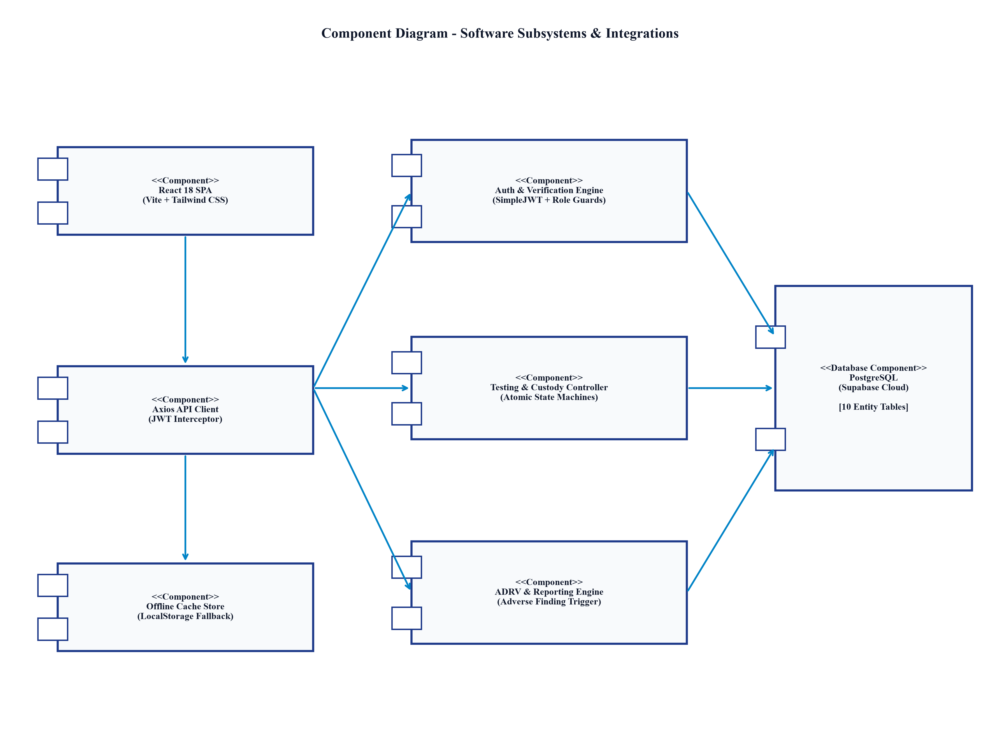 Component Diagram - Software Subsystems & Integrations
<<Component>>
React 18 SPA
(Vite + Tailwind CSS)
<<Component>>
Axios API Client
(JWT Interceptor)
<<Component>>
Offline Cache Store
(LocalStorage Fallback)
<<Component>>
Auth & Verification Engine
(SimpleJWT + Role Guards)
<<Component>>
Testing & Custody Controller
(Atomic State Machines)
<<Component>>
ADRV & Reporting Engine
(Adverse Finding Trigger)
<<Database Component>>
PostgreSQL
(Supabase Cloud)
[10 Entity Tables]